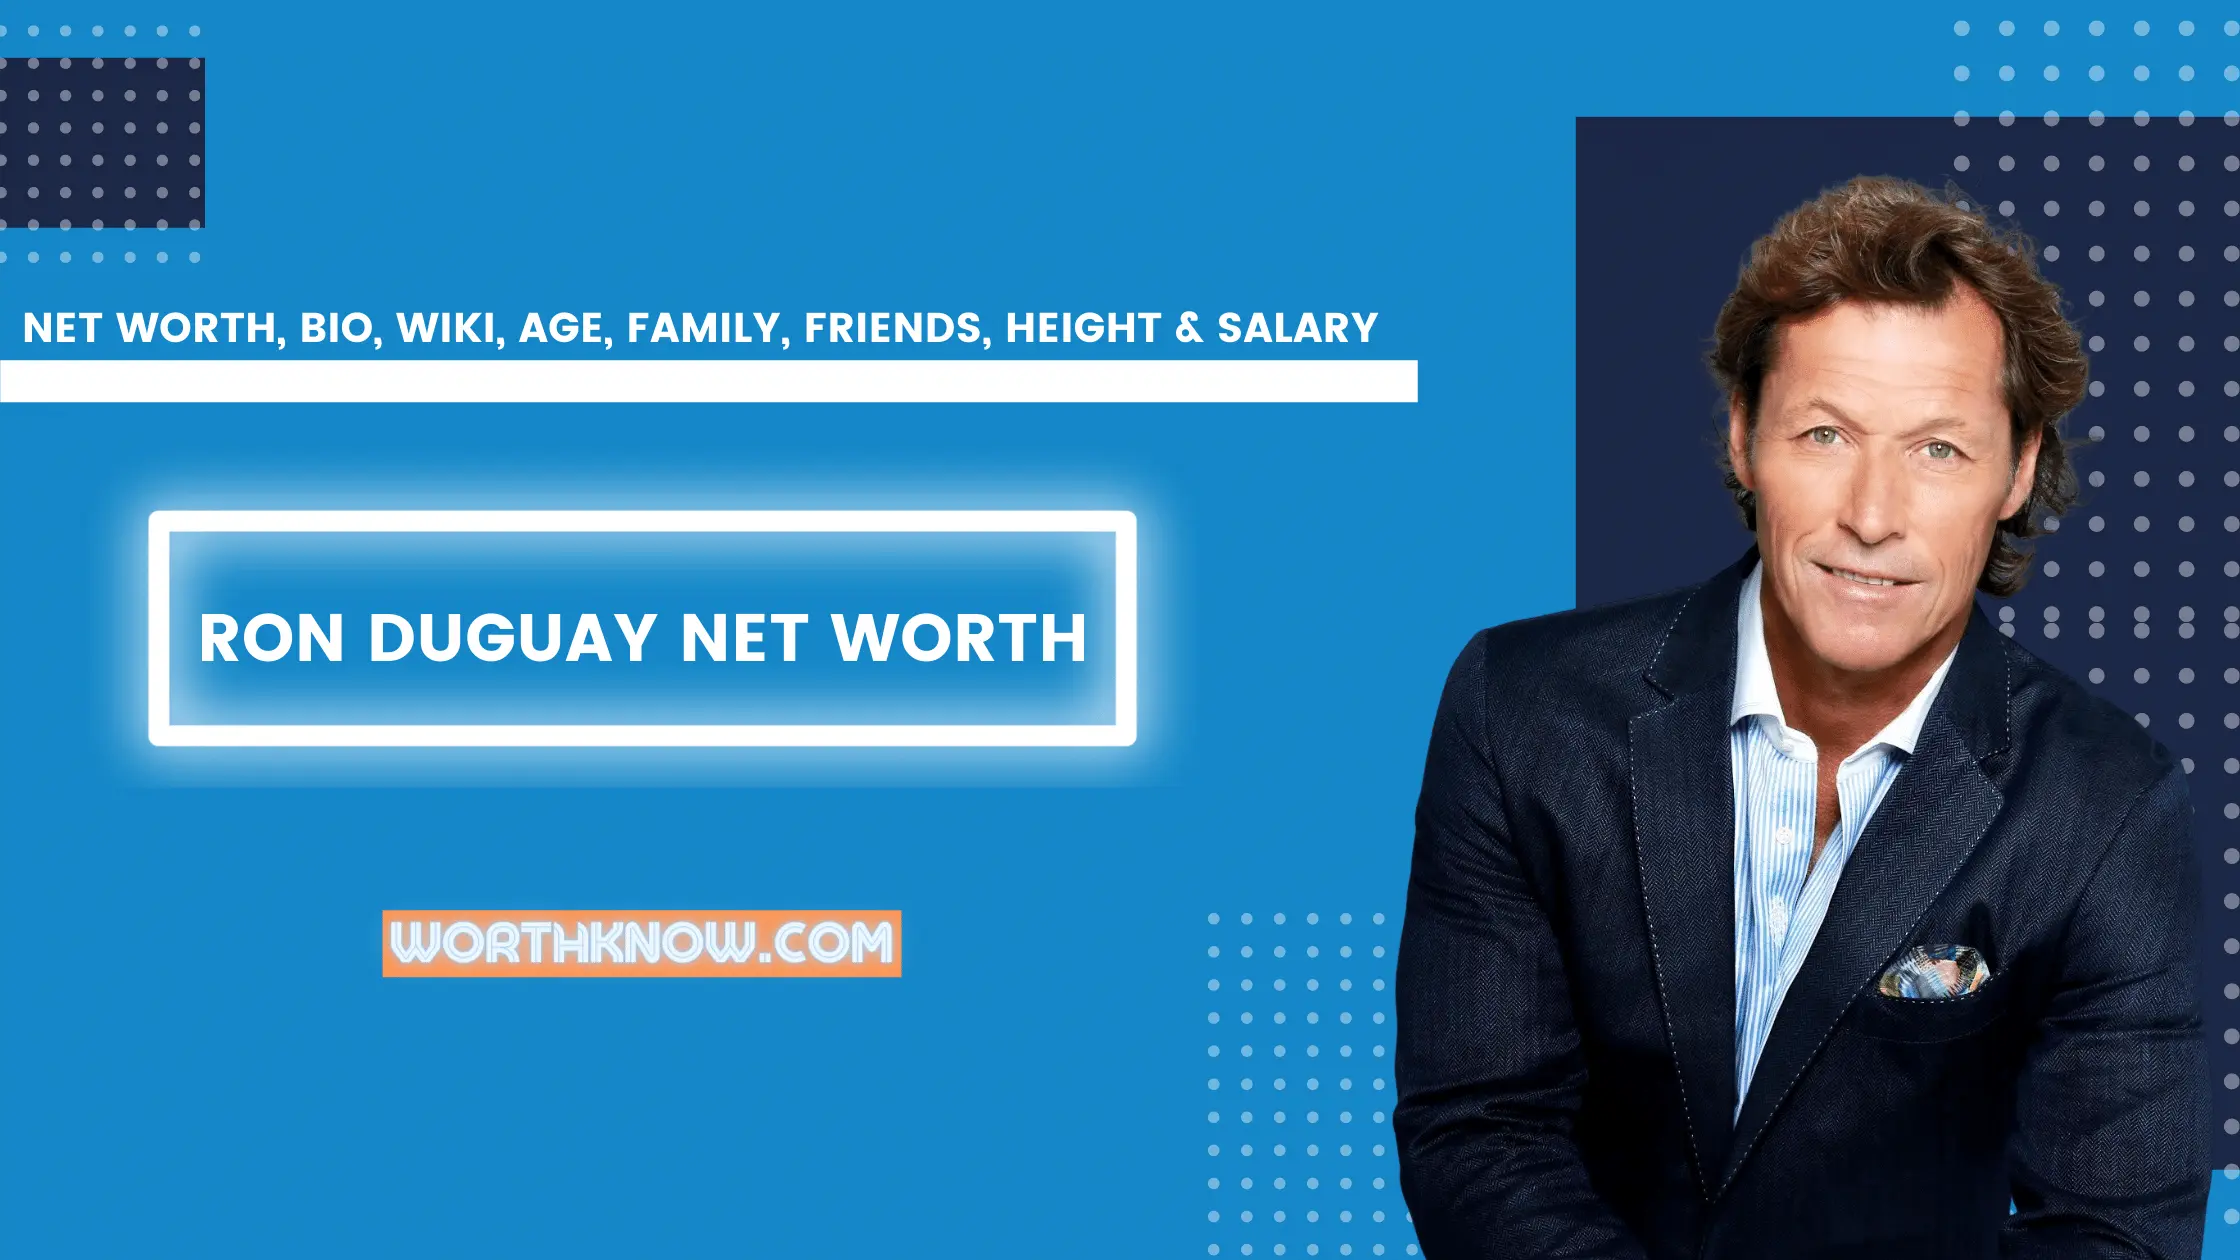 NET WORTH, BIO, WIKI, AGE, FAMILY, FRIENDS, HEIGHT & SALARY
RON DUGUAY NET WORTH
WORTHKNOW.COM